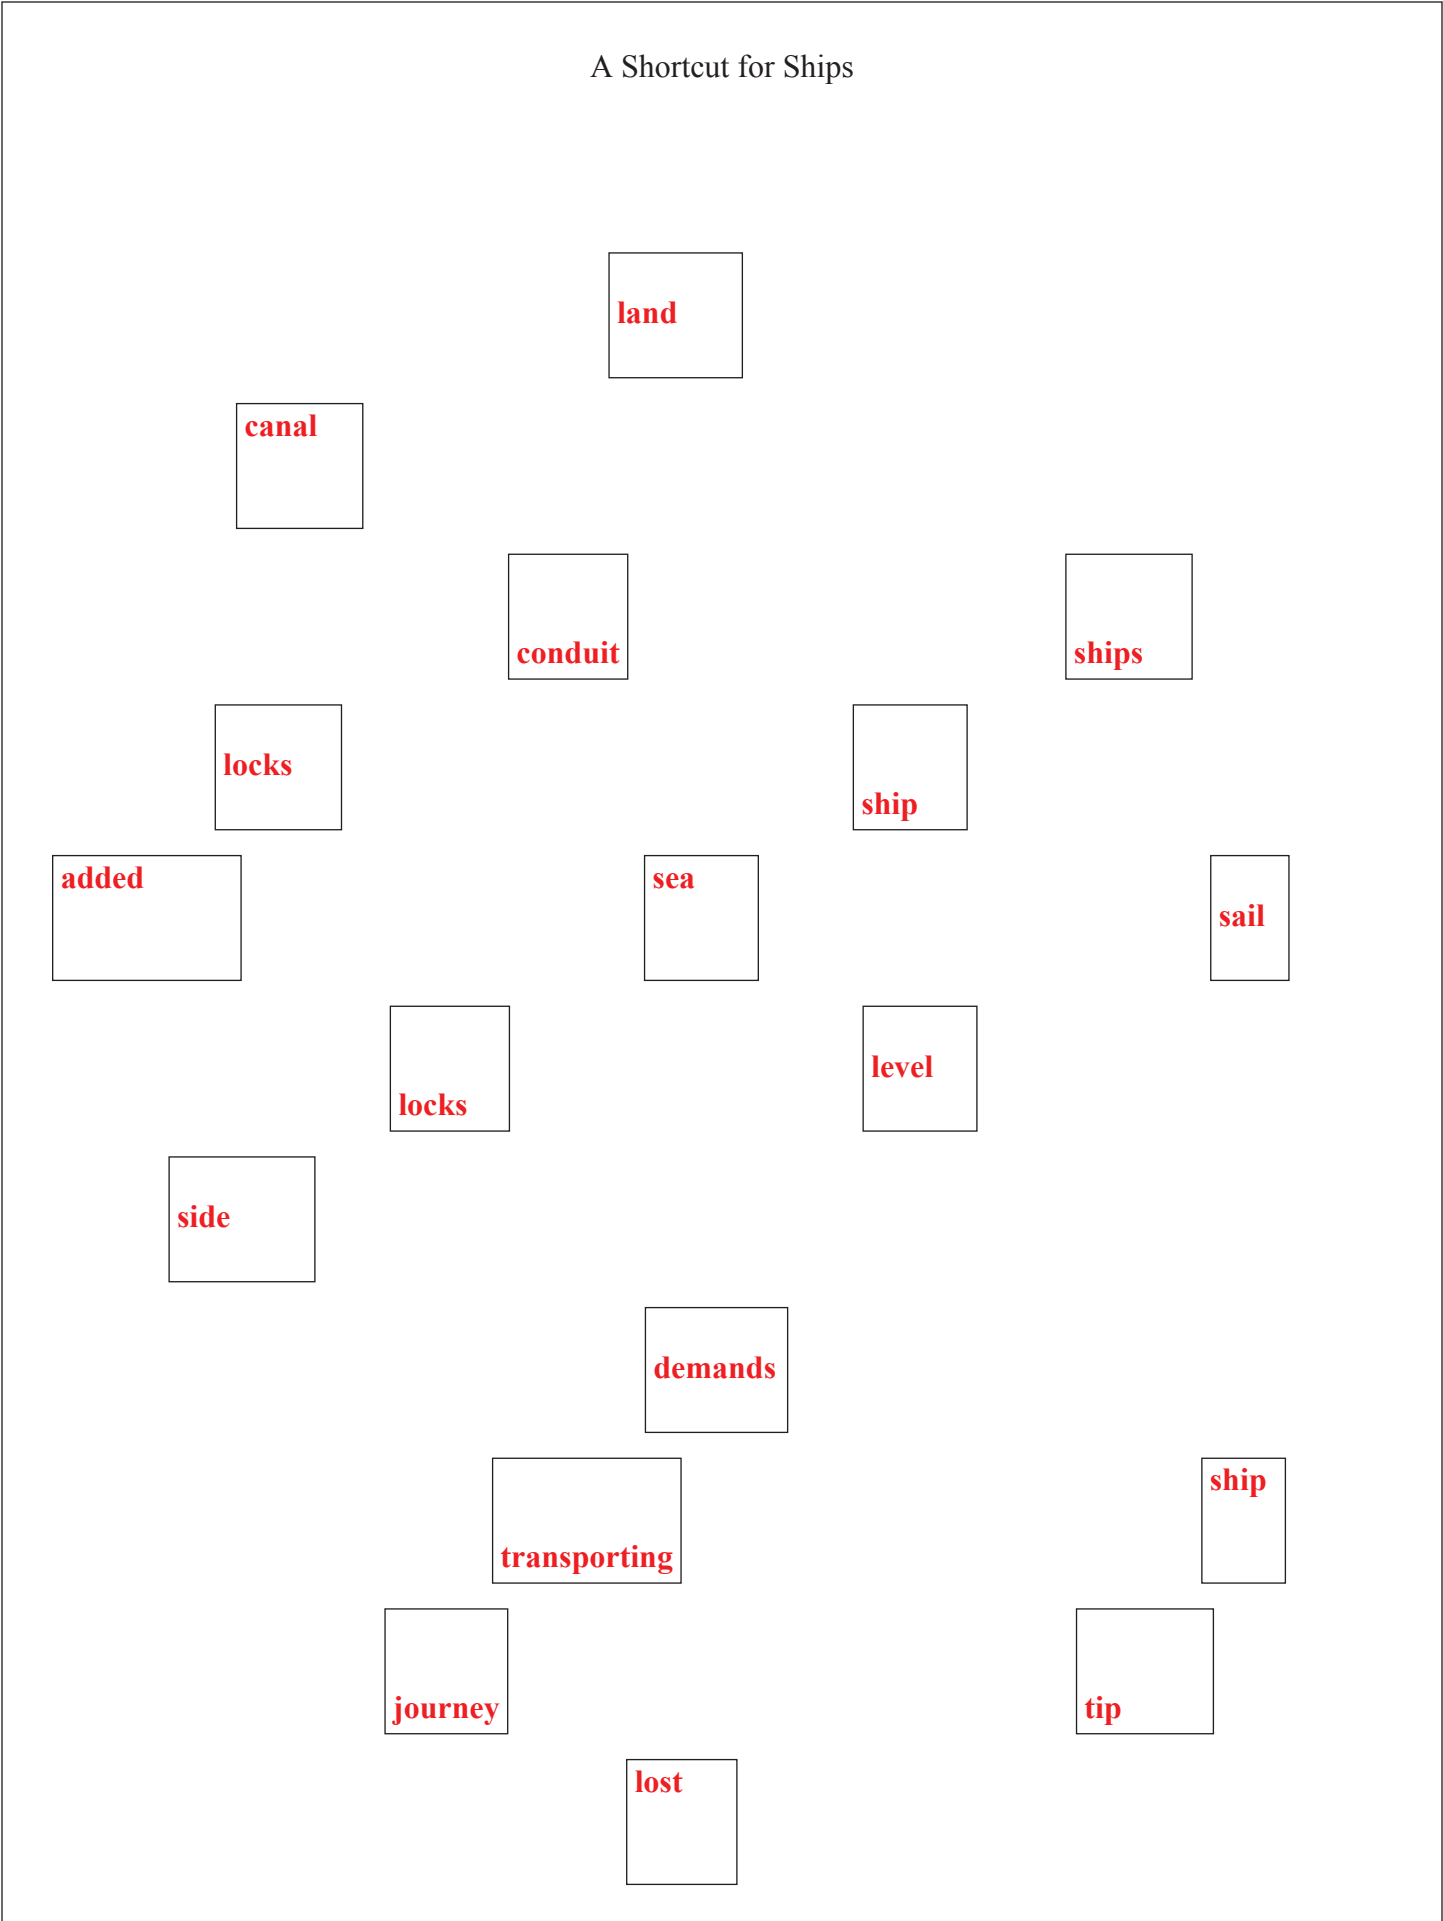 A Shortcut for Ships
land
canal
conduit ships
locks ship
added sea sail
locks level
side
demands
transporting ship
journey tip
lost